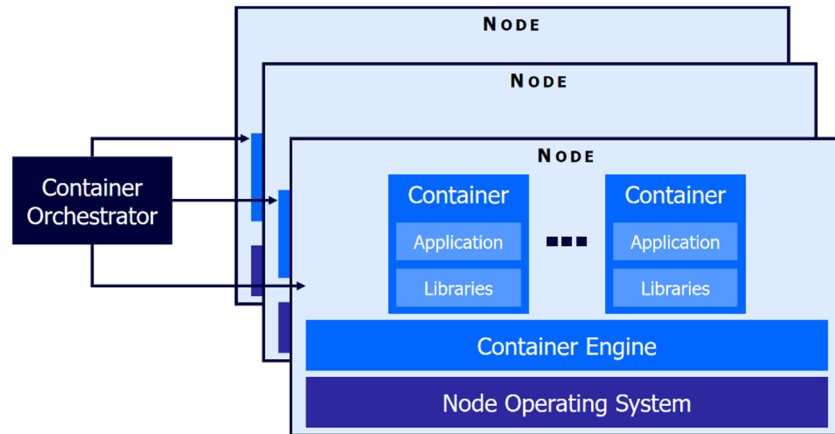 NODE
NODE
NODE
Container
Orchestrator
Container
Container
Application
Application
Libraries
Libraries
Container Engine
Node Operating System